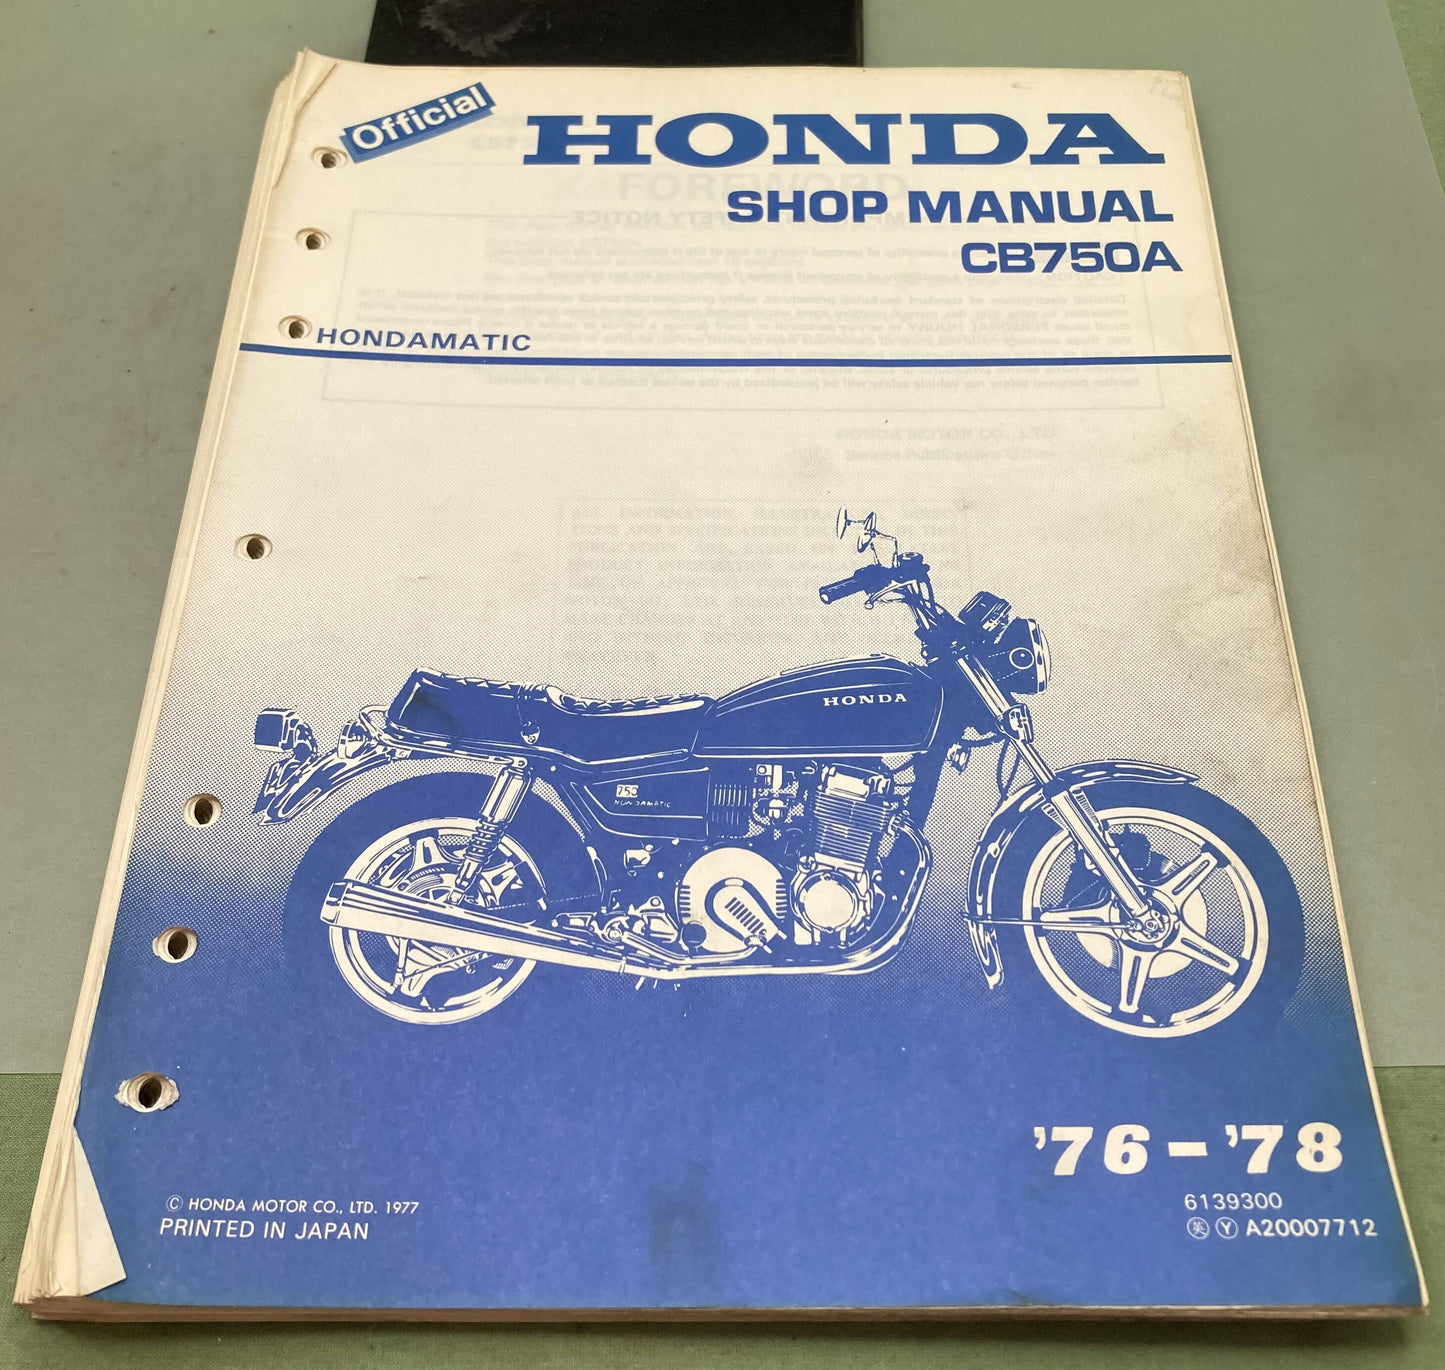 Official
HONDA
SHOP MANUAL
CB750A
HONDAMATIC
HONDA
750
HONDAMATIC
'76 – '78
© HONDA MOTOR CO., LTD. 1977
PRINTED IN JAPAN
6139300
英 Y A20007712